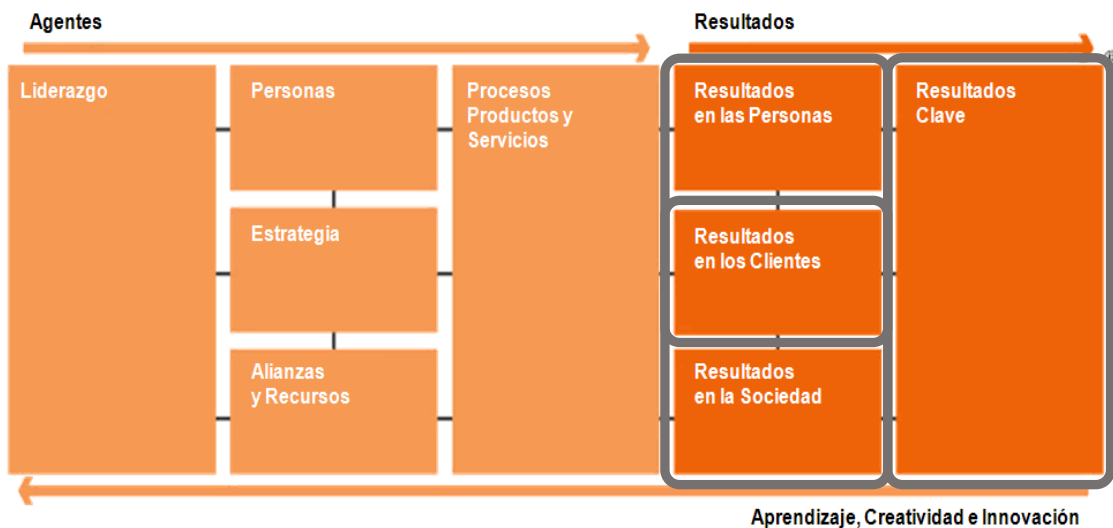 Agentes
Resultados
Liderazgo
Personas
Procesos
Productos y
Servicios
Resultados
en las Personas
Resultados
Clave
Estrategia
Resultados
en los Clientes
Alianzas
y Recursos
Resultados
en la Sociedad
Aprendizaje, Creatividad e Innovación